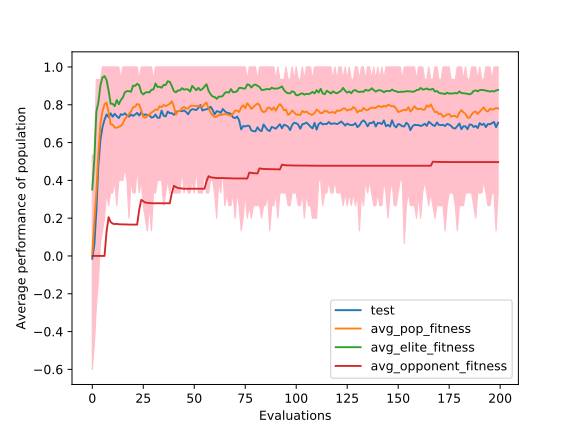 Average performance of population
1.0
0.8
0.6
0.4
0.2
0.0
−0.2
−0.4
−0.6
0 25 50 75 100 125 150 175 200
Evaluations
test
avg_pop_fitness
avg_elite_fitness
avg_opponent_fitness